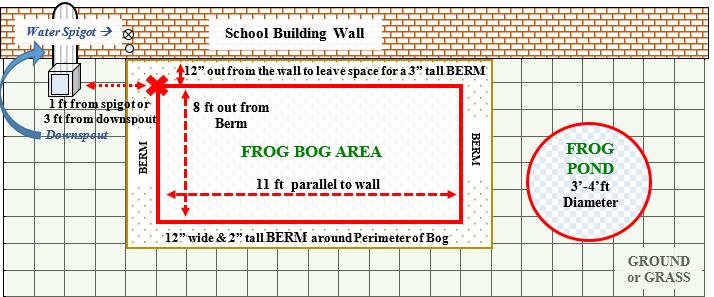 Water Spigot →
School Building Wall
12” out from the wall to leave space for a 3” tall BERM
1 ft from spigot or
3 ft from downspout
Downspout
8 ft out from
Berm
BERM
FROG BOG AREA
BERM
11 ft parallel to wall
12” wide & 2” tall BERM around Perimeter of Bog
FROG
POND
3’-4’ft
Diameter
GROUND
or GRASS